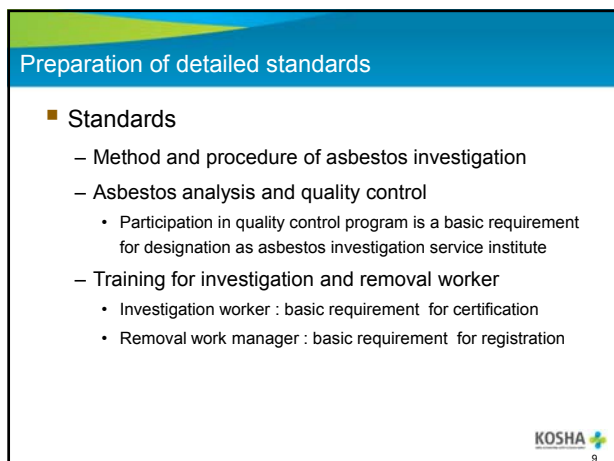 Preparation of detailed standards
Standards
– Method and procedure of asbestos investigation
– Asbestos analysis and quality control
• Participation in quality control program is a basic requirement
for designation as asbestos investigation service institute
– Training for investigation and removal worker
• Investigation worker : basic requirement for certification
• Removal work manager : basic requirement for registration
KOSHA
9